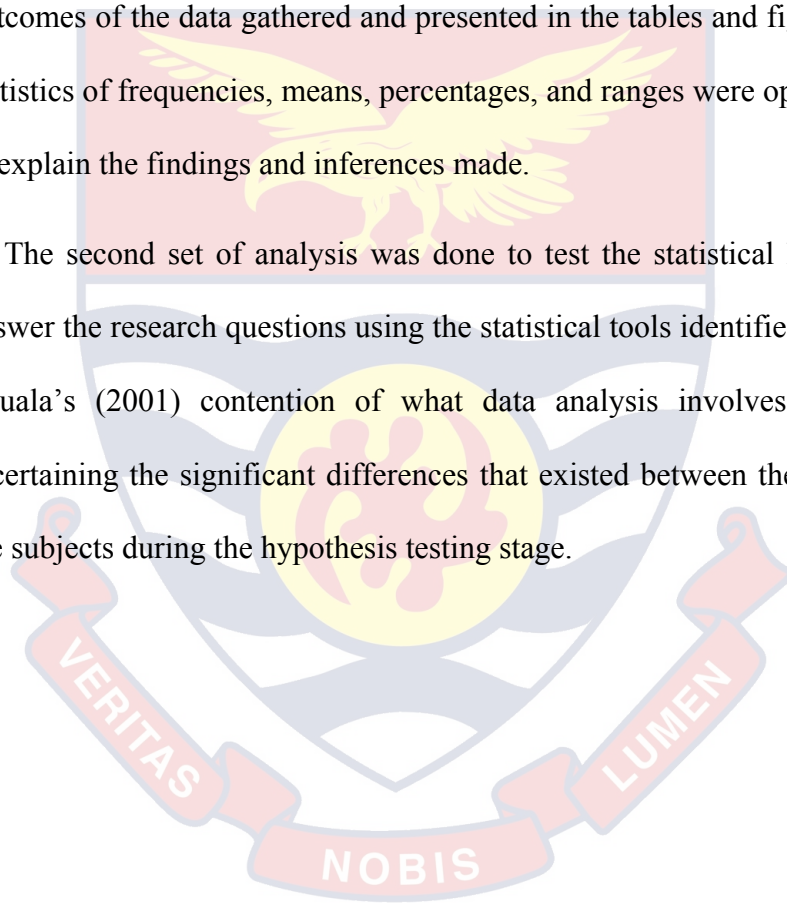 tcomes of the data gathered and presented in the tables and fi
tistics of frequencies, means, percentages, and ranges were op
explain the findings and inferences made.
The second set of analysis was done to test the statistical
swer the research questions using the statistical tools identifie
uala’s (2001) contention of what data analysis involves
certaining the significant differences that existed between the
e subjects during the hypothesis testing stage.
VERITAS
NOBIS
LUMEN